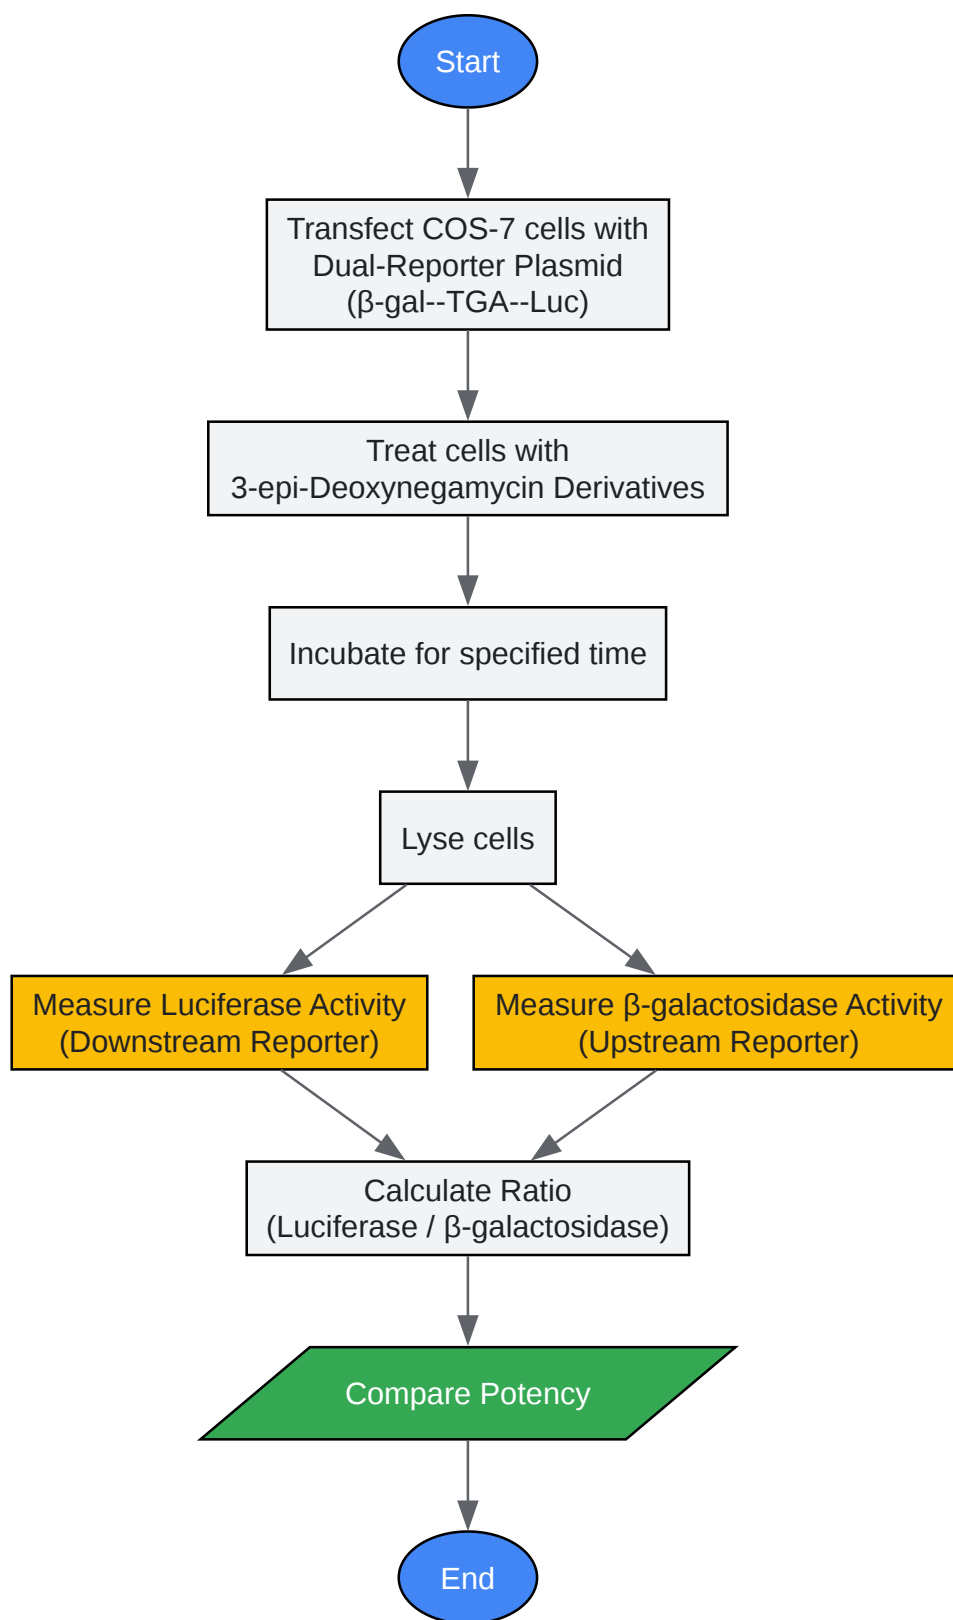 Start
Transfect COS-7 cells with
Dual-Reporter Plasmid
(β-gal--TGA--Luc)
Treat cells with
3-epi-Deoxynegamycin Derivatives
Incubate for specified time
Lyse cells
Measure Luciferase Activity
(Downstream Reporter)
Measure β-galactosidase Activity
(Upstream Reporter)
Calculate Ratio
(Luciferase / β-galactosidase)
Compare Potency
End